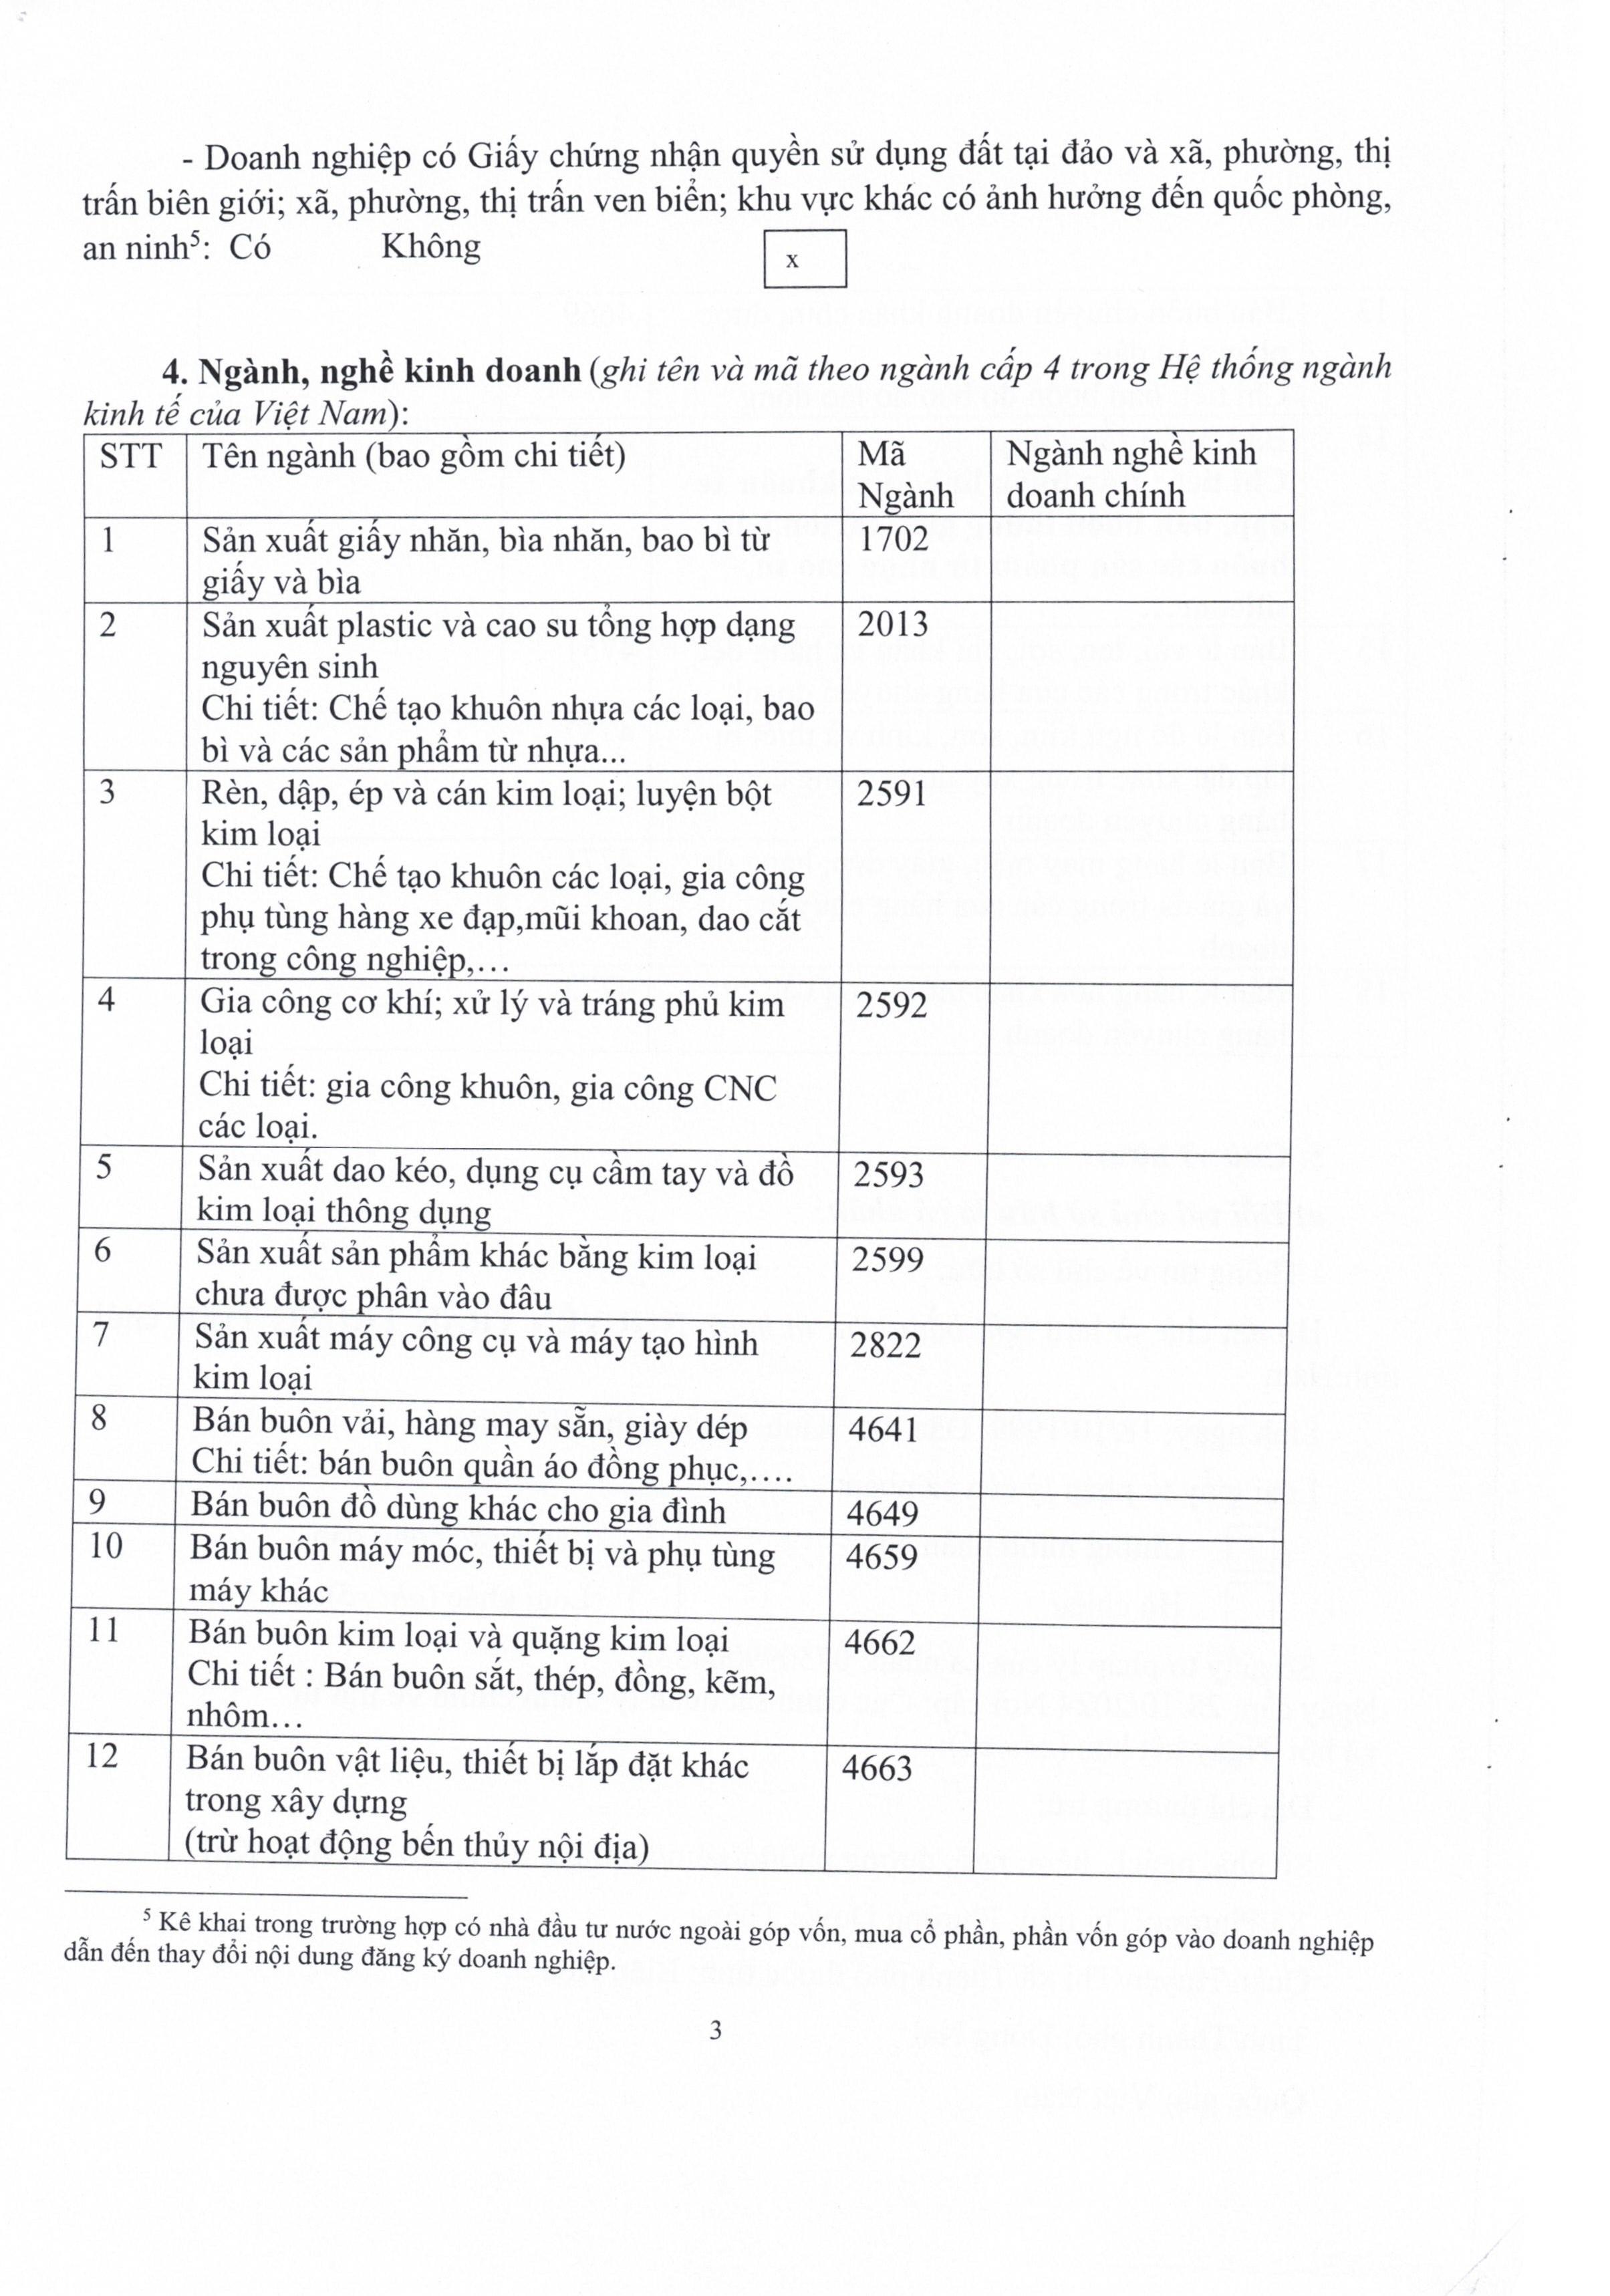 - Doanh nghiệp có Giấy chứng nhận quyền sử dụng đất tại đảo và xã, phường, thị
trấn biên giới; xã, phường, thị trấn ven biển; khu vực khác có ảnh hưởng đến quốc phòng,
an ninh⁵: Có Không x
4. Ngành, nghề kinh doanh (ghi tên và mã theo ngành cấp 4 trong Hệ thống ngành
kinh tế của Việt Nam):
STT Tên ngành (bao gồm chi tiết) Mã Ngành nghề kinh
Ngành doanh chính
1 Sản xuất giấy nhăn, bìa nhăn, bao bì từ 1702
giấy và bìa
2 Sản xuất plastic và cao su tổng hợp dạng 2013
nguyên sinh
Chi tiết: Chế tạo khuôn nhựa các loại, bao
bì và các sản phẩm từ nhựa...
3 Rèn, dập, ép và cán kim loại; luyện bột 2591
kim loại
Chi tiết: Chế tạo khuôn các loại, gia công
phụ tùng hàng xe đạp,mũi khoan, dao cắt
trong công nghiệp,...
4 Gia công cơ khí; xử lý và tráng phủ kim 2592
loại
Chi tiết: gia công khuôn, gia công CNC
các loại.
5 Sản xuất dao kéo, dụng cụ cầm tay và đồ 2593
kim loại thông dụng
6 Sản xuất sản phẩm khác bằng kim loại 2599
chưa được phân vào đâu
7 Sản xuất máy công cụ và máy tạo hình 2822
kim loại
8 Bán buôn vải, hàng may sẵn, giày dép 4641
Chi tiết: bán buôn quần áo đồng phục,....
9 Bán buôn đồ dùng khác cho gia đình 4649
10 Bán buôn máy móc, thiết bị và phụ tùng 4659
máy khác
11 Bán buôn kim loại và quặng kim loại 4662
Chi tiết : Bán buôn sắt, thép, đồng, kẽm,
nhôm...
12 Bán buôn vật liệu, thiết bị lắp đặt khác 4663
trong xây dựng
(trừ hoạt động bến thủy nội địa)
⁵ Kê khai trong trường hợp có nhà đầu tư nước ngoài góp vốn, mua cổ phần, phần vốn góp vào doanh nghiệp
dẫn đến thay đổi nội dung đăng ký doanh nghiệp.
3